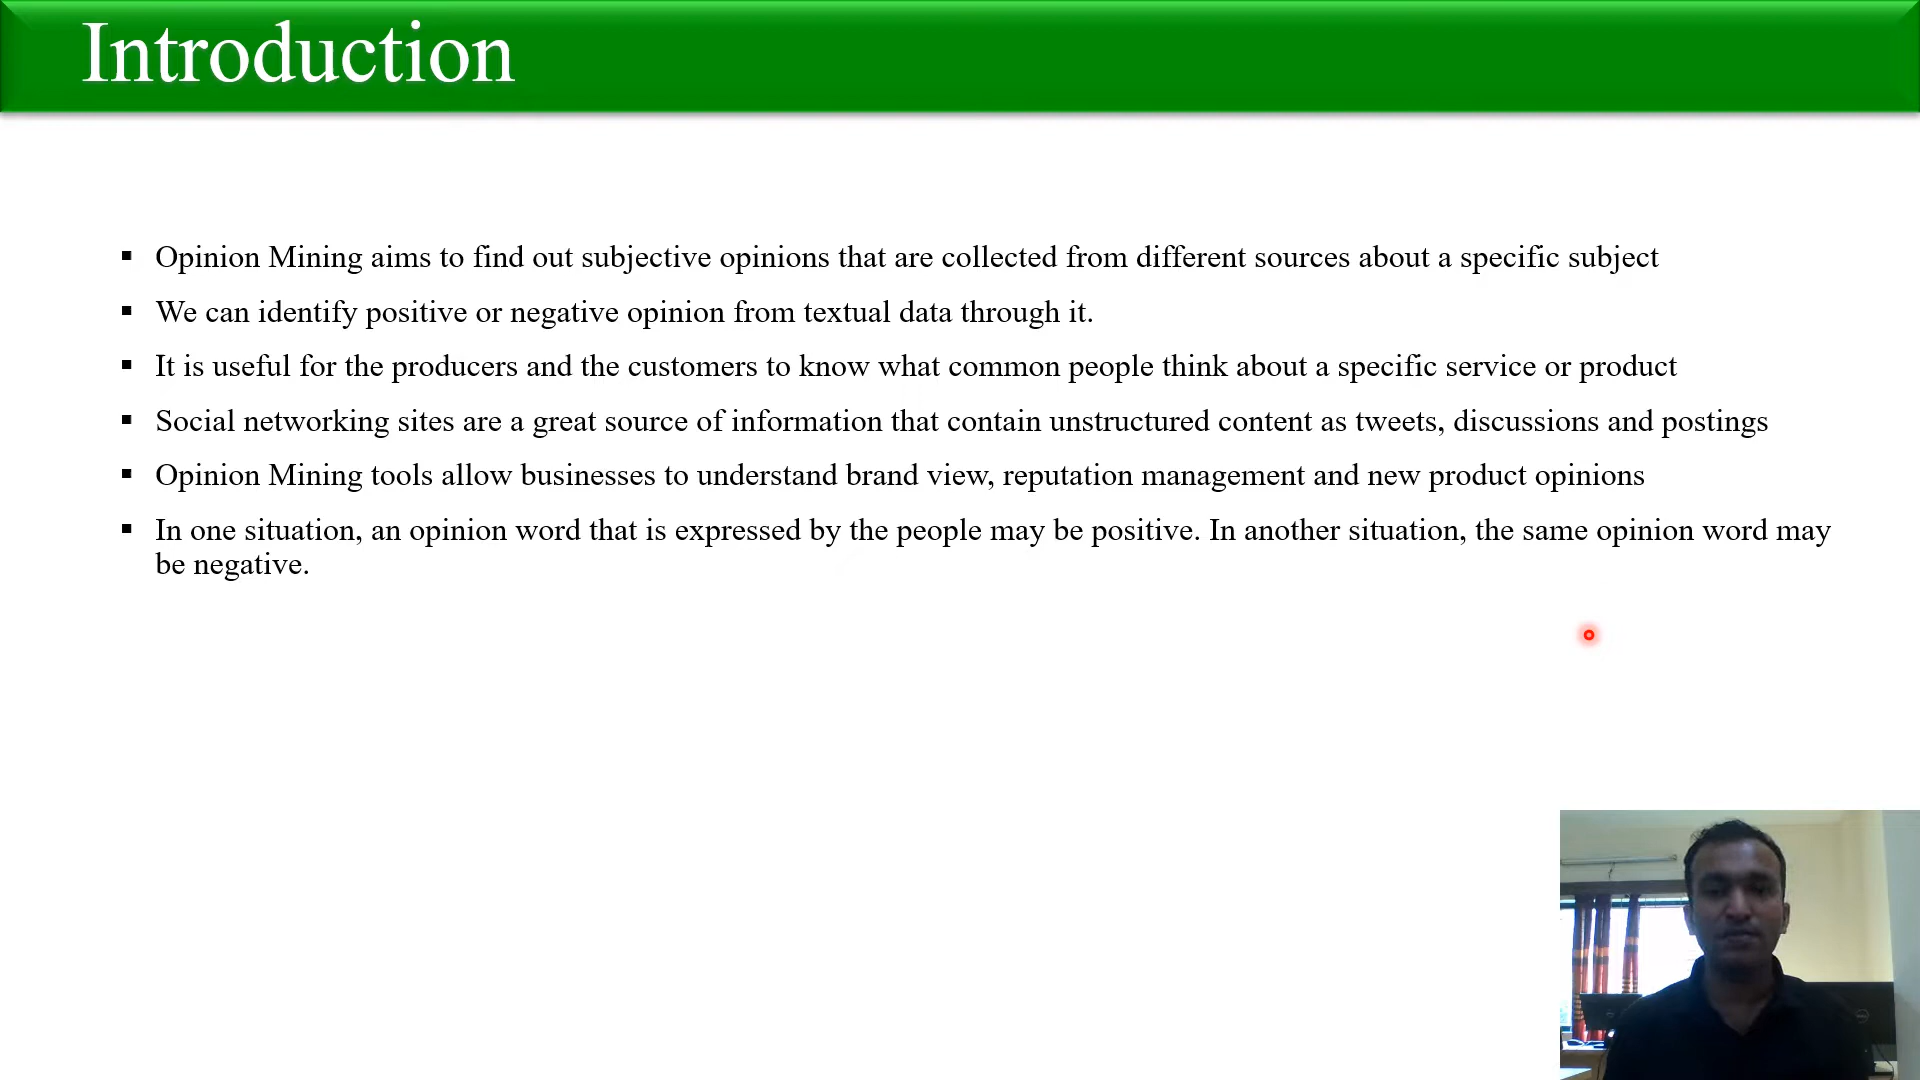 Introduction
▪ Opinion Mining aims to find out subjective opinions that are collected from different sources about a specific subject
▪ We can identify positive or negative opinion from textual data through it.
▪ It is useful for the producers and the customers to know what common people think about a specific service or product
▪ Social networking sites are a great source of information that contain unstructured content as tweets, discussions and postings
▪ Opinion Mining tools allow businesses to understand brand view, reputation management and new product opinions
▪ In one situation, an opinion word that is expressed by the people may be positive. In another situation, the same opinion word may
be negative.